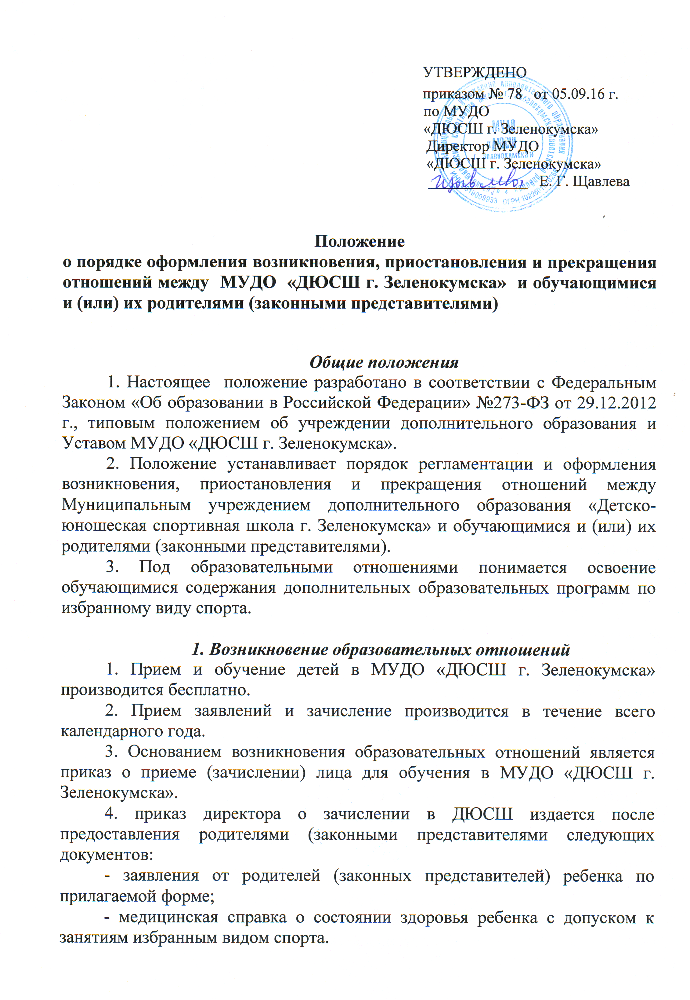 УТВЕРЖДЕНО
приказом № 78 от 05.09.16 г.
по МУДО
«ДЮСШ г. Зеленокумска»
Директор МУДО
«ДЮСШ г. Зеленокумска»
Е. Г. Щавлева
МУДО
«ДЮСШ
г. Зеленокумска»
Положение
о порядке оформления возникновения, приостановления и прекращения
отношений между МУДО «ДЮСШ г. Зеленокумска» и обучающимися
и (или) их родителями (законными представителями)
Общие положения
1. Настоящее положение разработано в соответствии с Федеральным
Законом «Об образовании в Российской Федерации» №273-ФЗ от 29.12.2012
г., типовым положением об учреждении дополнительного образования и
Уставом МУДО «ДЮСШ г. Зеленокумска».
2. Положение устанавливает порядок регламентации и оформления
возникновения, приостановления и прекращения отношений между
Муниципальным учреждением дополнительного образования «Детско-
юношеская спортивная школа г. Зеленокумска» и обучающимися и (или) их
родителями (законными представителями).
3. Под образовательными отношениями понимается освоение
обучающимися содержания дополнительных образовательных программ по
избранному виду спорта.
1. Возникновение образовательных отношений
1. Прием и обучение детей в МУДО «ДЮСШ г. Зеленокумска»
производится бесплатно.
2. Прием заявлений и зачисление производится в течение всего
календарного года.
3. Основанием возникновения образовательных отношений является
приказ о приеме (зачислении) лица для обучения в МУДО «ДЮСШ г.
Зеленокумска».
4. приказ директора о зачислении в ДЮСШ издается после
предоставления родителями (законными представителями следующих
документов:
- заявления от родителей (законных представителей) ребенка по
прилагаемой форме;
- медицинская справка о состоянии здоровья ребенка с допуском к
занятиям избранным видом спорта.